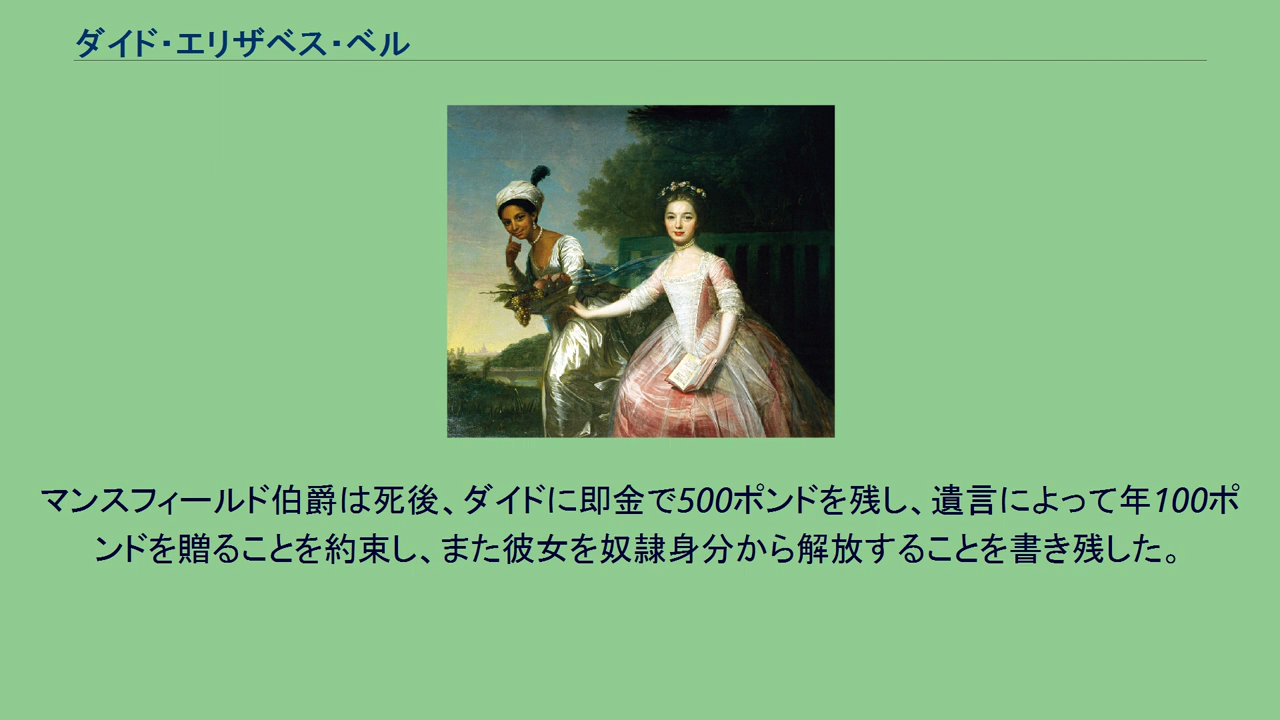 ダイド・エリザベス・ベル
マンスフィールド伯爵は死後、ダイドに即金で500ポンドを残し、遺言によって年100ポ
ンドを贈ることを約束し、また彼女を奴隷身分から解放することを書き残した。